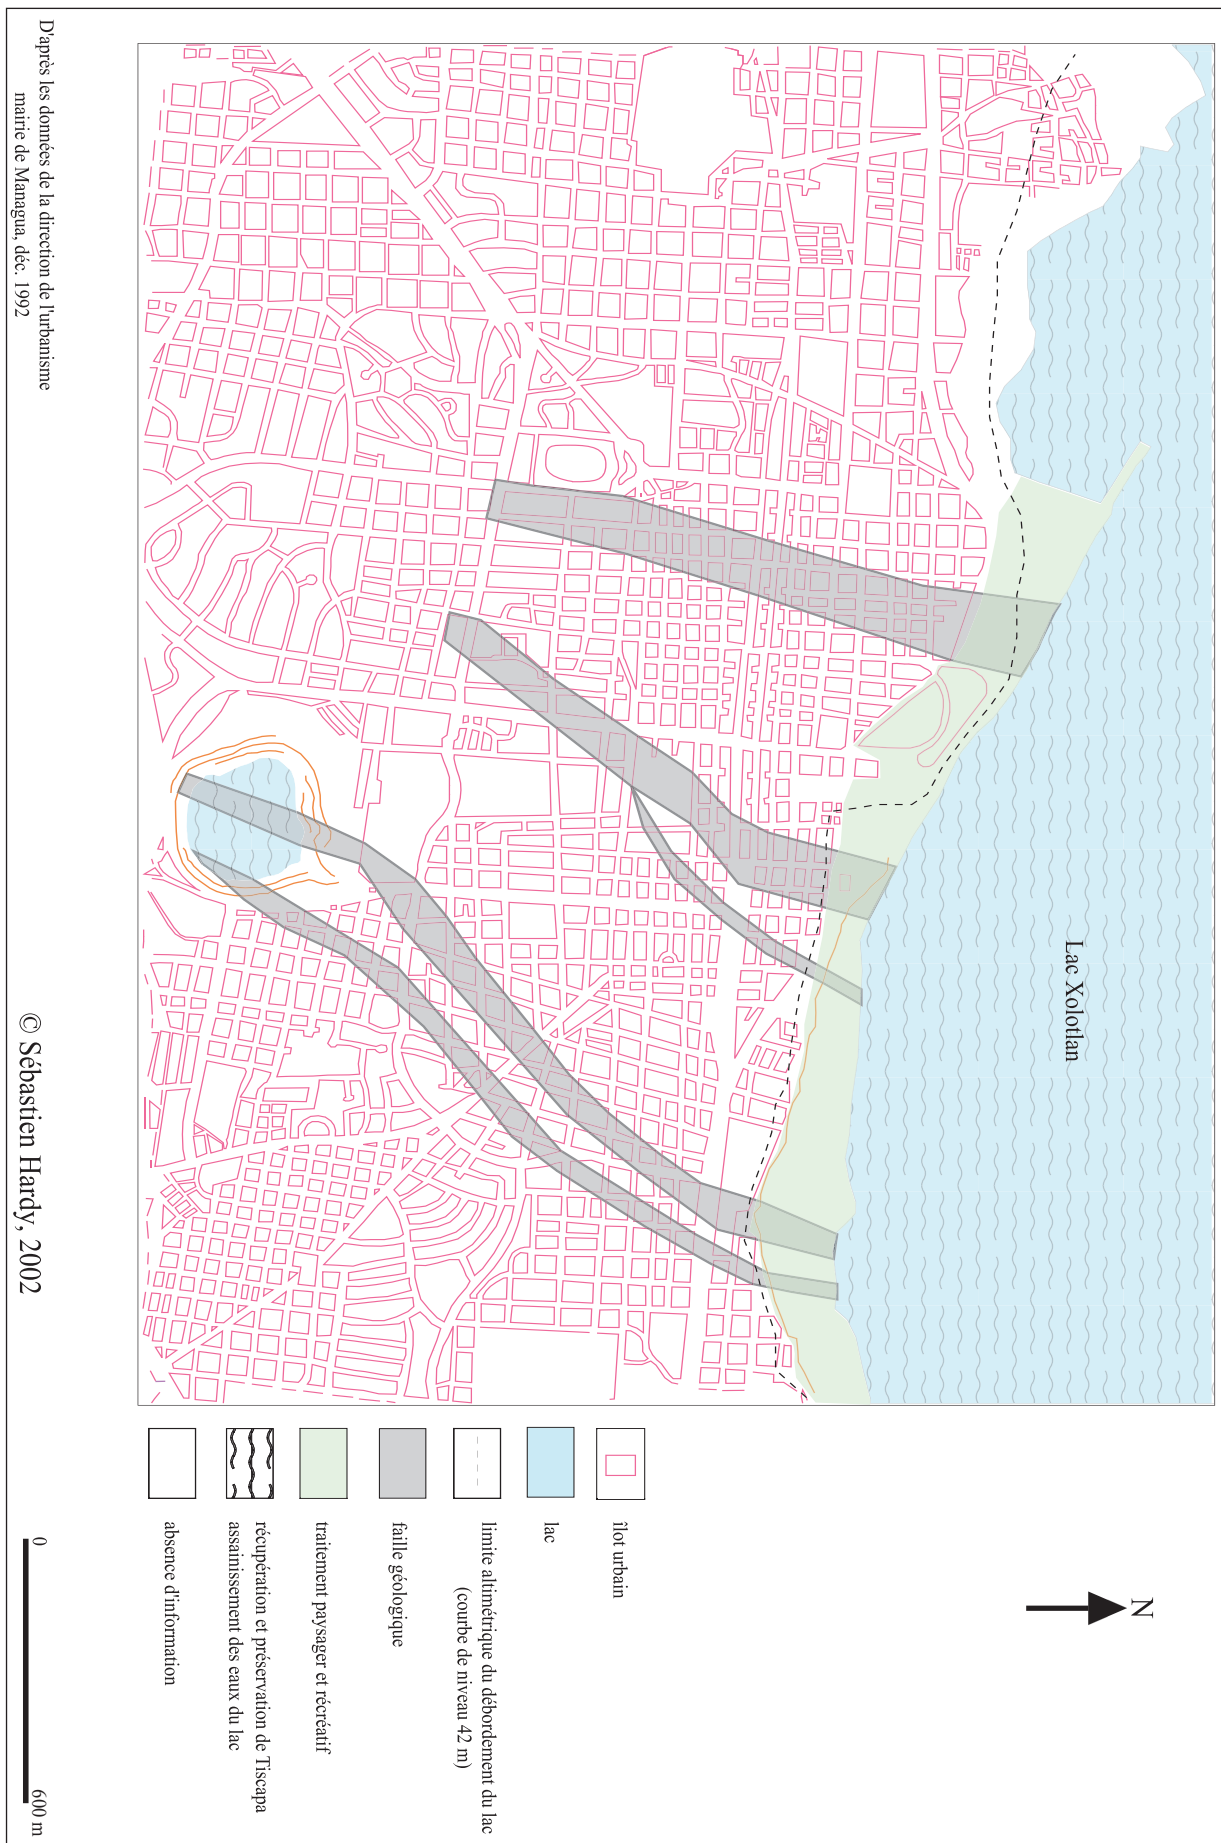 Lac Xolotlan
N
îlot urbain
lac
limite altimétrique du débordement du lac
(courbe de niveau 42 m)
faille géologique
traitement paysager et récréatif
récupération et préservation de Tiscapa
assainissement des eaux du lac
absence d'information
0 600 m
D'après les données de la direction de l'urbanisme
mairie de Managua, déc. 1992
© Sébastien Hardy, 2002